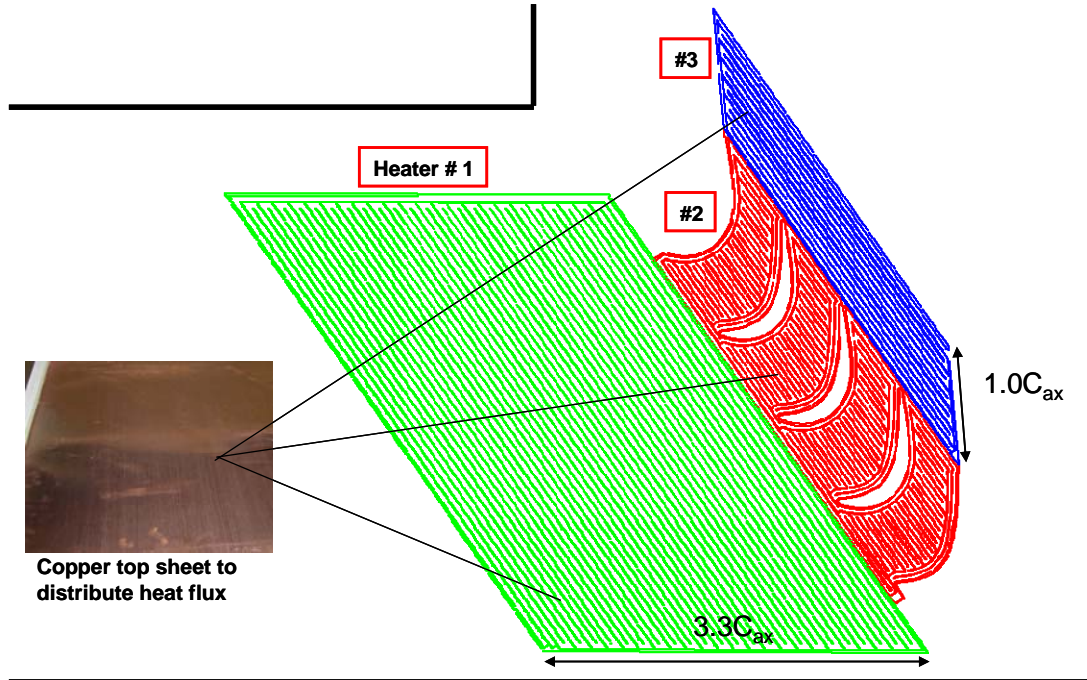 #3
Heater # 1
#2
1.0Cax
Copper top sheet to
distribute heat flux
3.3Cax